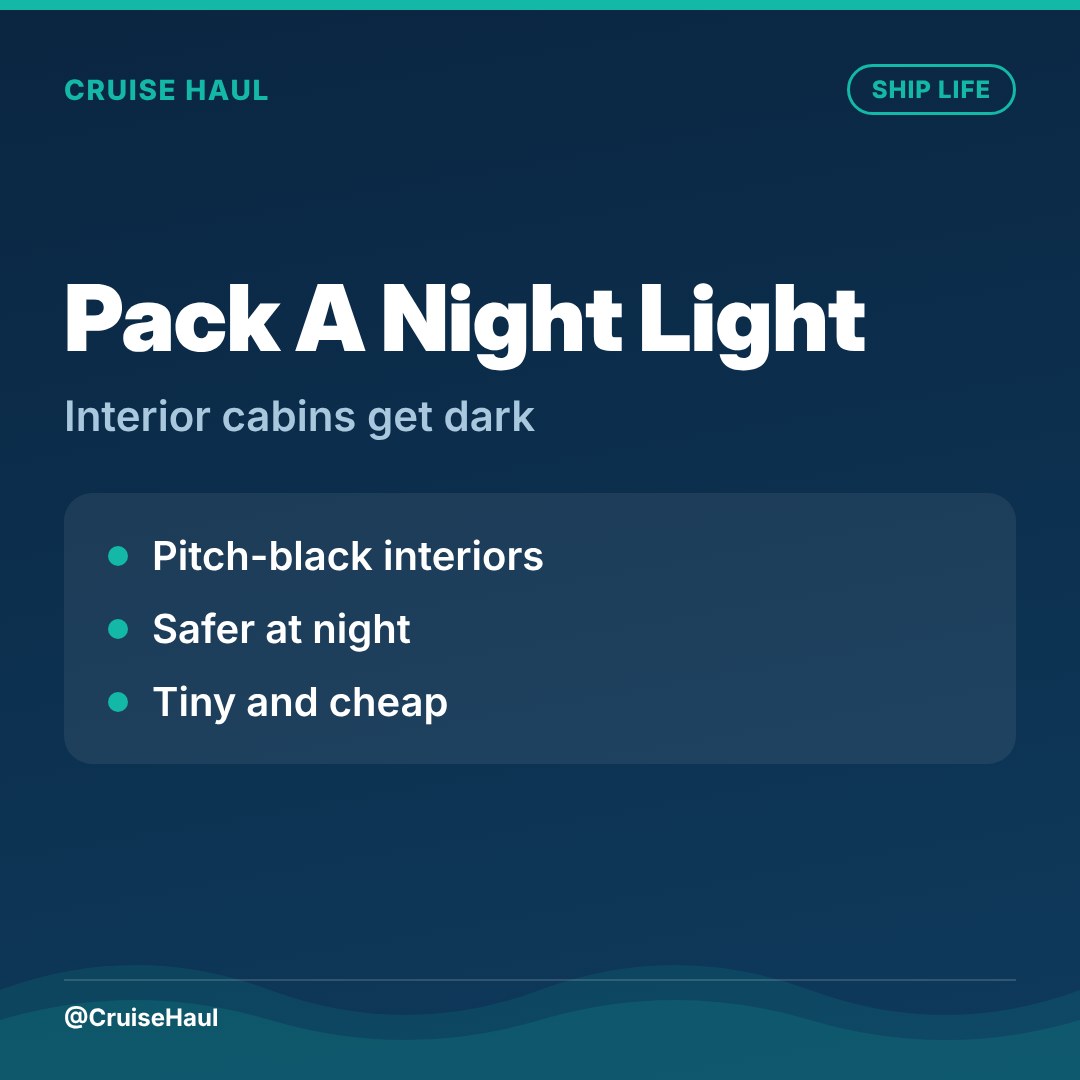 CRUISE HAUL
SHIP LIFE
Pack A Night Light
Interior cabins get dark
Pitch-black interiors
Safer at night
Tiny and cheap
@CruiseHaul